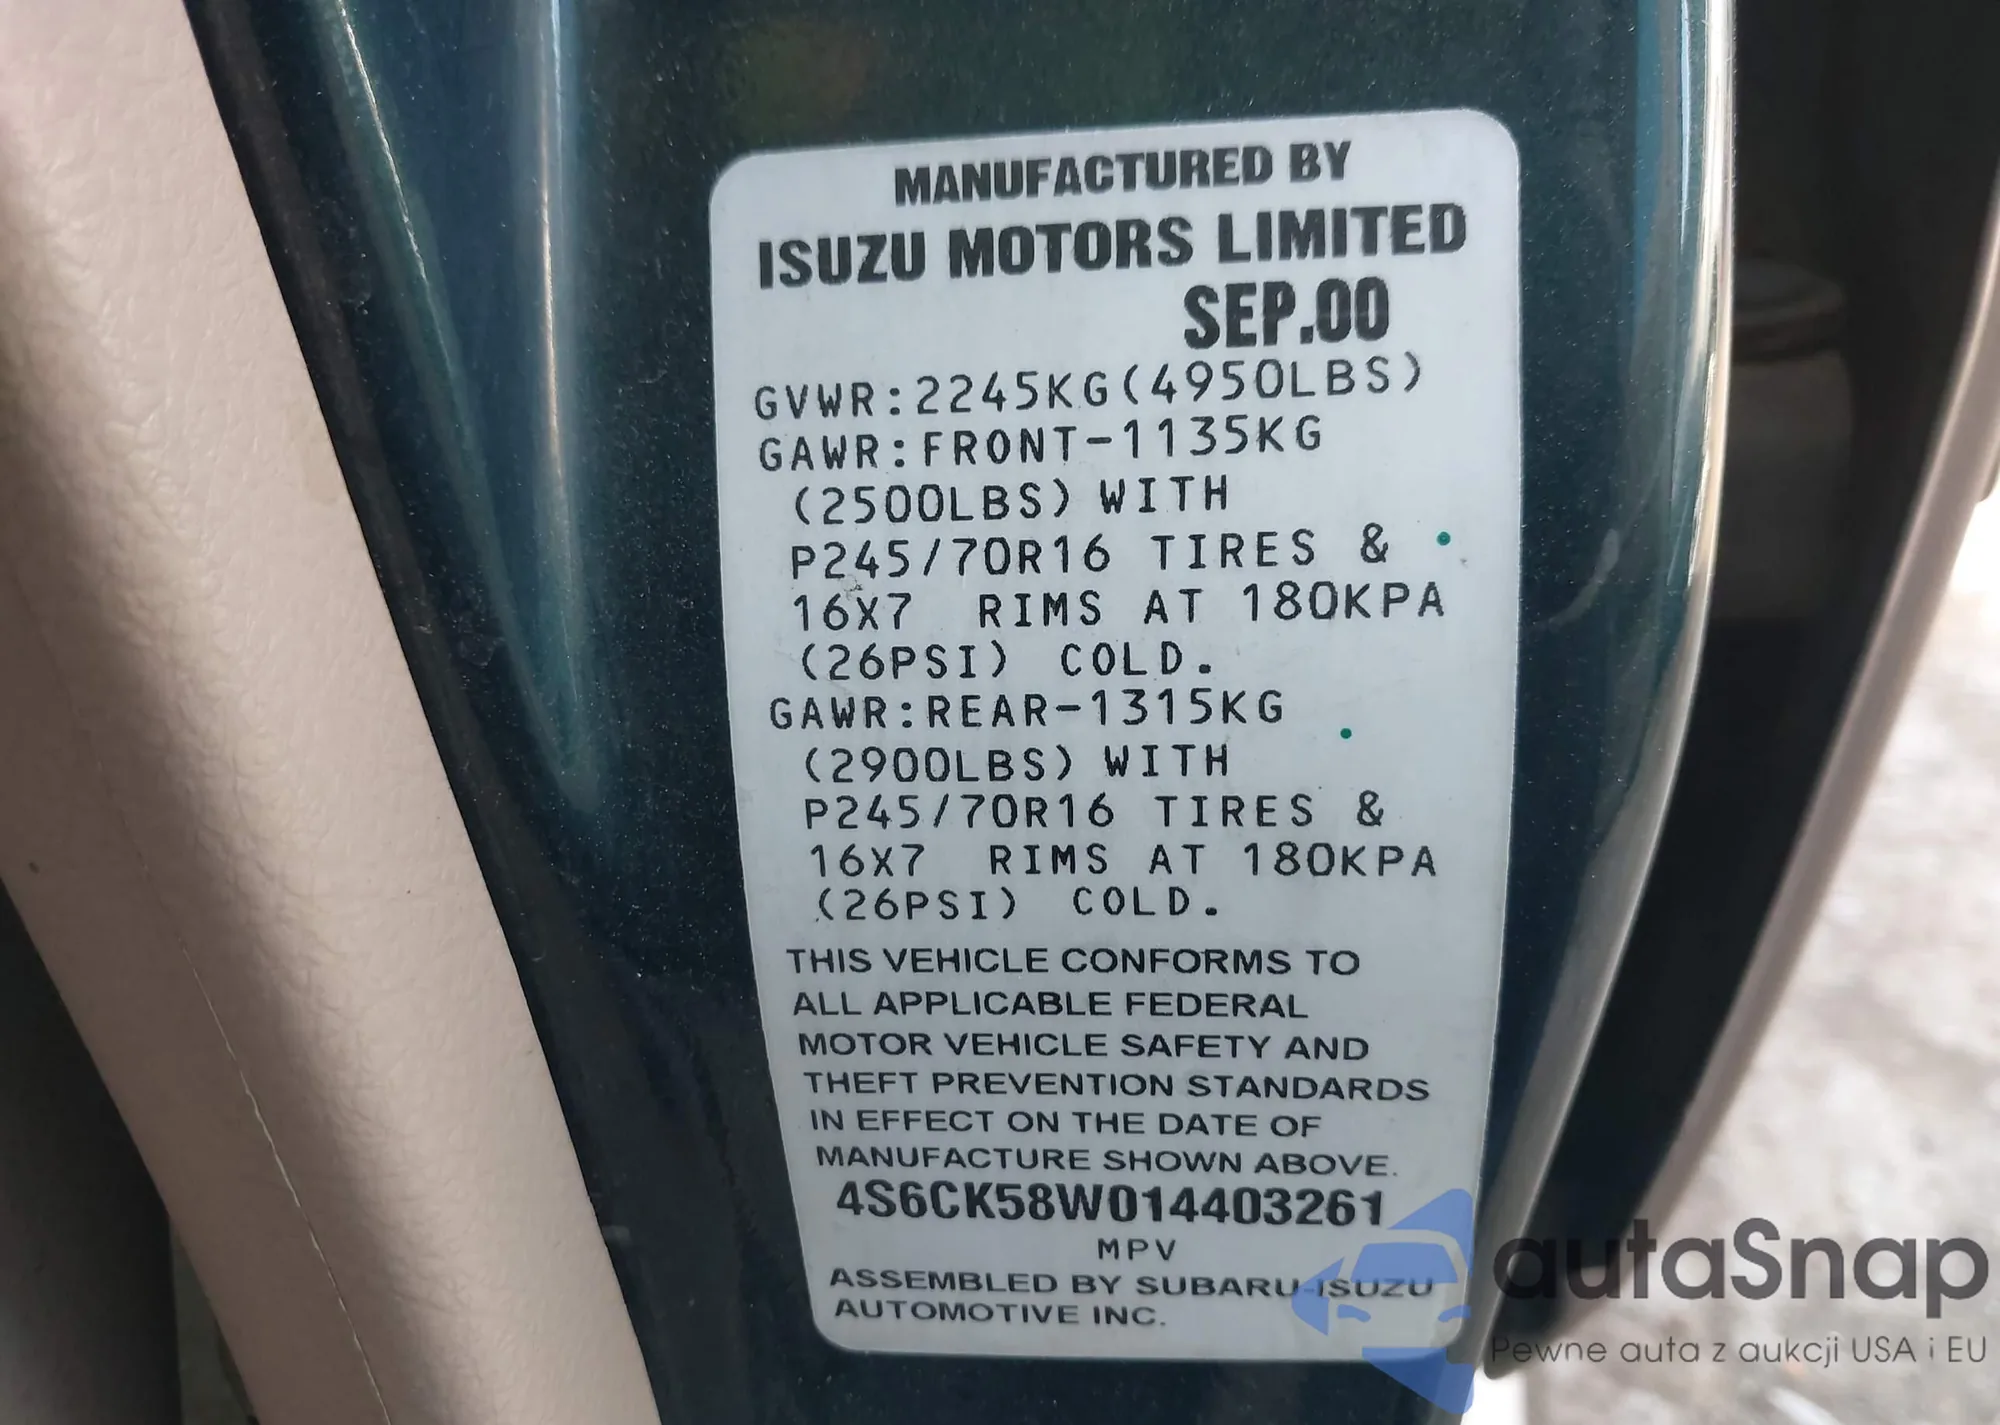 MANUFACTURED BY
ISUZU MOTORS LIMITED
SEP.00
GVWR:2245KG(4950LBS)
GAWR:FRONT-1135KG
(2500LBS) WITH
P245/70R16 TIRES &
16X7 RIMS AT 180KPA
(26PSI) COLD.
GAWR:REAR-1315KG
(2900LBS) WITH
P245/70R16 TIRES &
16X7 RIMS AT 180KPA
(26PSI) COLD.
THIS VEHICLE CONFORMS TO
ALL APPLICABLE FEDERAL
MOTOR VEHICLE SAFETY AND
THEFT PREVENTION STANDARDS
IN EFFECT ON THE DATE OF
MANUFACTURE SHOWN ABOVE.
4S6CK58W014403261
MPV
ASSEMBLED BY SUBARU-ISUZU
AUTOMOTIVE INC.
autaSnap
Pewne auta z aukcji USA i EU